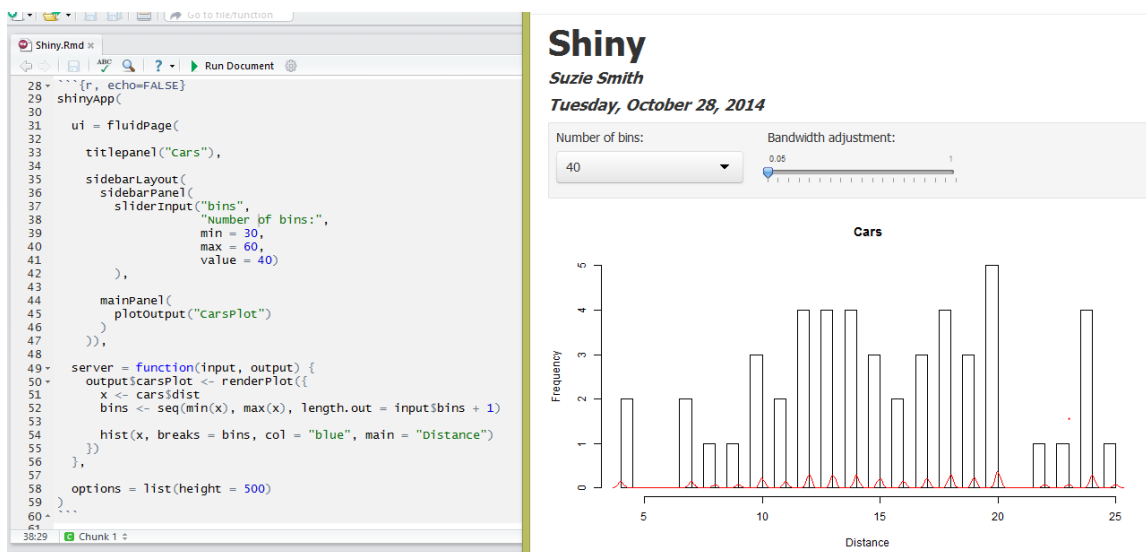 Go to file/function
Shiny.Rmd ×
ABC ? Run Document
28 ```{r, echo=FALSE}
29 shinyApp(
30
31 ui = fluidPage(
32
33 titlepanel("Cars"),
34
35 sidebarLayout(
36 sidebarPanel(
37 sliderInput("bins",
38 "Number of bins:",
39 min = 30,
40 max = 60,
41 value = 40)
42 ),
43
44 mainPanel(
45 plotOutput("CarsPlot")
46 )
47 )),
48
49 server = function(input, output) {
50 output$carsPlot <- renderPlot({
51 x <- cars$dist
52 bins <- seq(min(x), max(x), length.out = input$bins + 1)
53
54 hist(x, breaks = bins, col = "blue", main = "Distance")
55 })
56 },
57
58 options = list(height = 500)
59 )
60 ```
61
38:29 C Chunk 1
Shiny
Suzie Smith
Tuesday, October 28, 2014
Number of bins:
40
Bandwidth adjustment:
0.05 1
Cars
Frequency
5
4
3
2
1
0
5 10 15 20 25
Distance